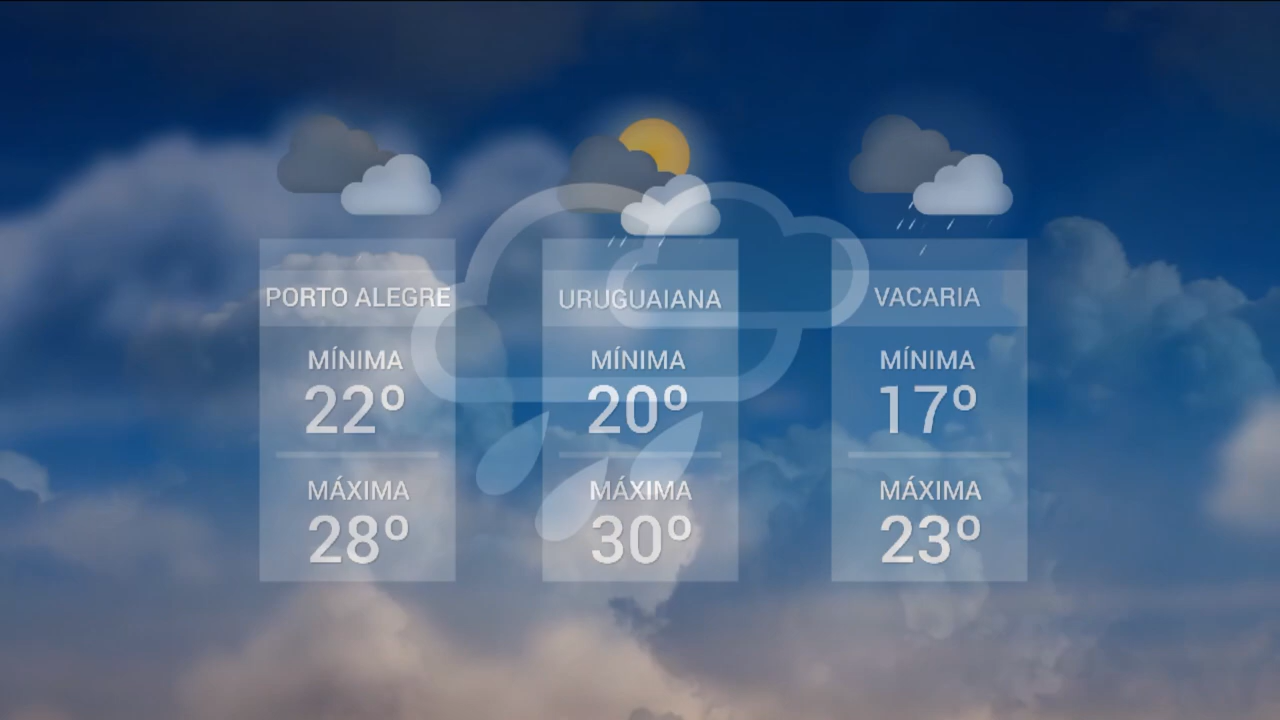 PORTO ALEGRE
MÍNIMA
22º
MÁXIMA
28º
URUGUAIANA
MÍNIMA
20º
MÁXIMA
30º
VACARIA
MÍNIMA
17º
MÁXIMA
23º